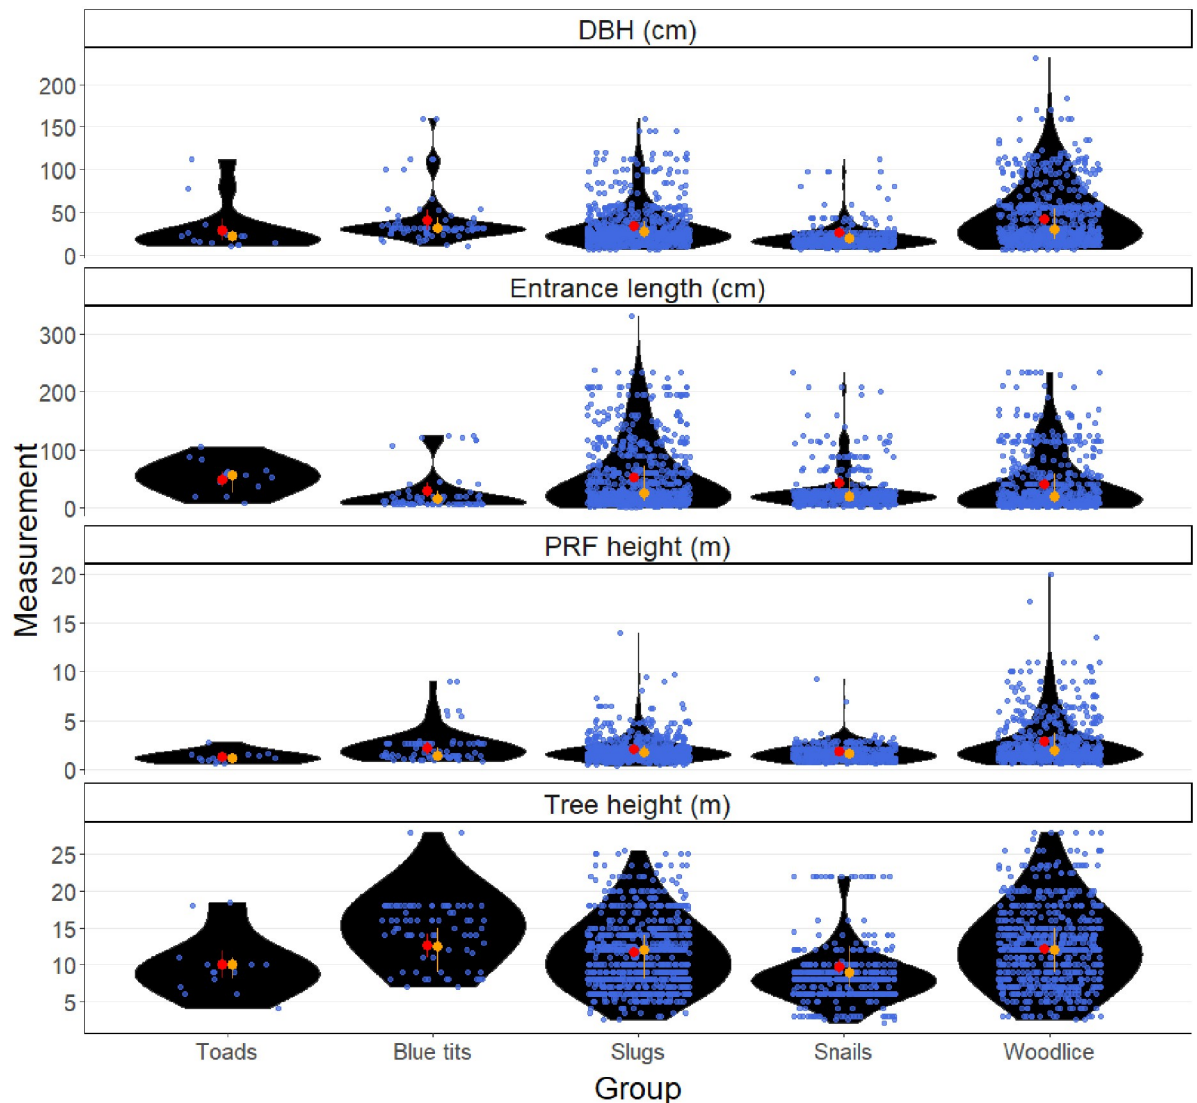 DBH (cm)
200
150
100
50
0
Entrance length (cm)
300
200
100
0
PRF height (m)
20
15
10
5
0
Tree height (m)
25
20
15
10
5
Measurement
Toads Blue tits Slugs Snails Woodlice
Group